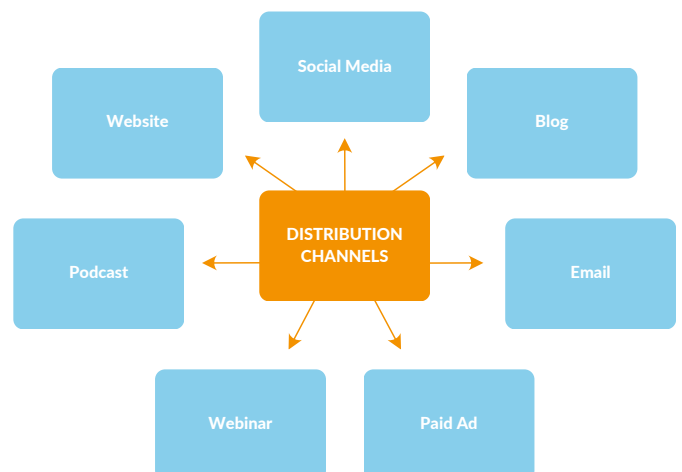 Social Media
Website
Blog
DISTRIBUTION
CHANNELS
Podcast
Email
Webinar
Paid Ad